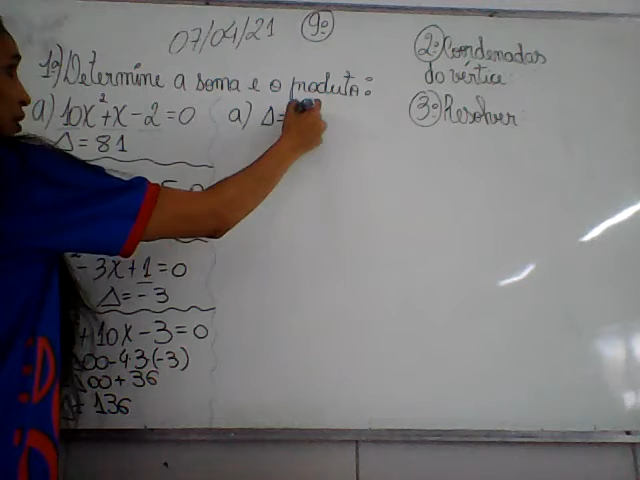 07/04/21 9º
1º) Determine a soma e o produto:
a) 10x²+x-2=0
Δ=81
-3x+1=0
Δ=-3
+10x-3=0
00-4·3(-3)
00+36
136
a) Δ=
2º Coordenadas
do vértice
3º Resolver